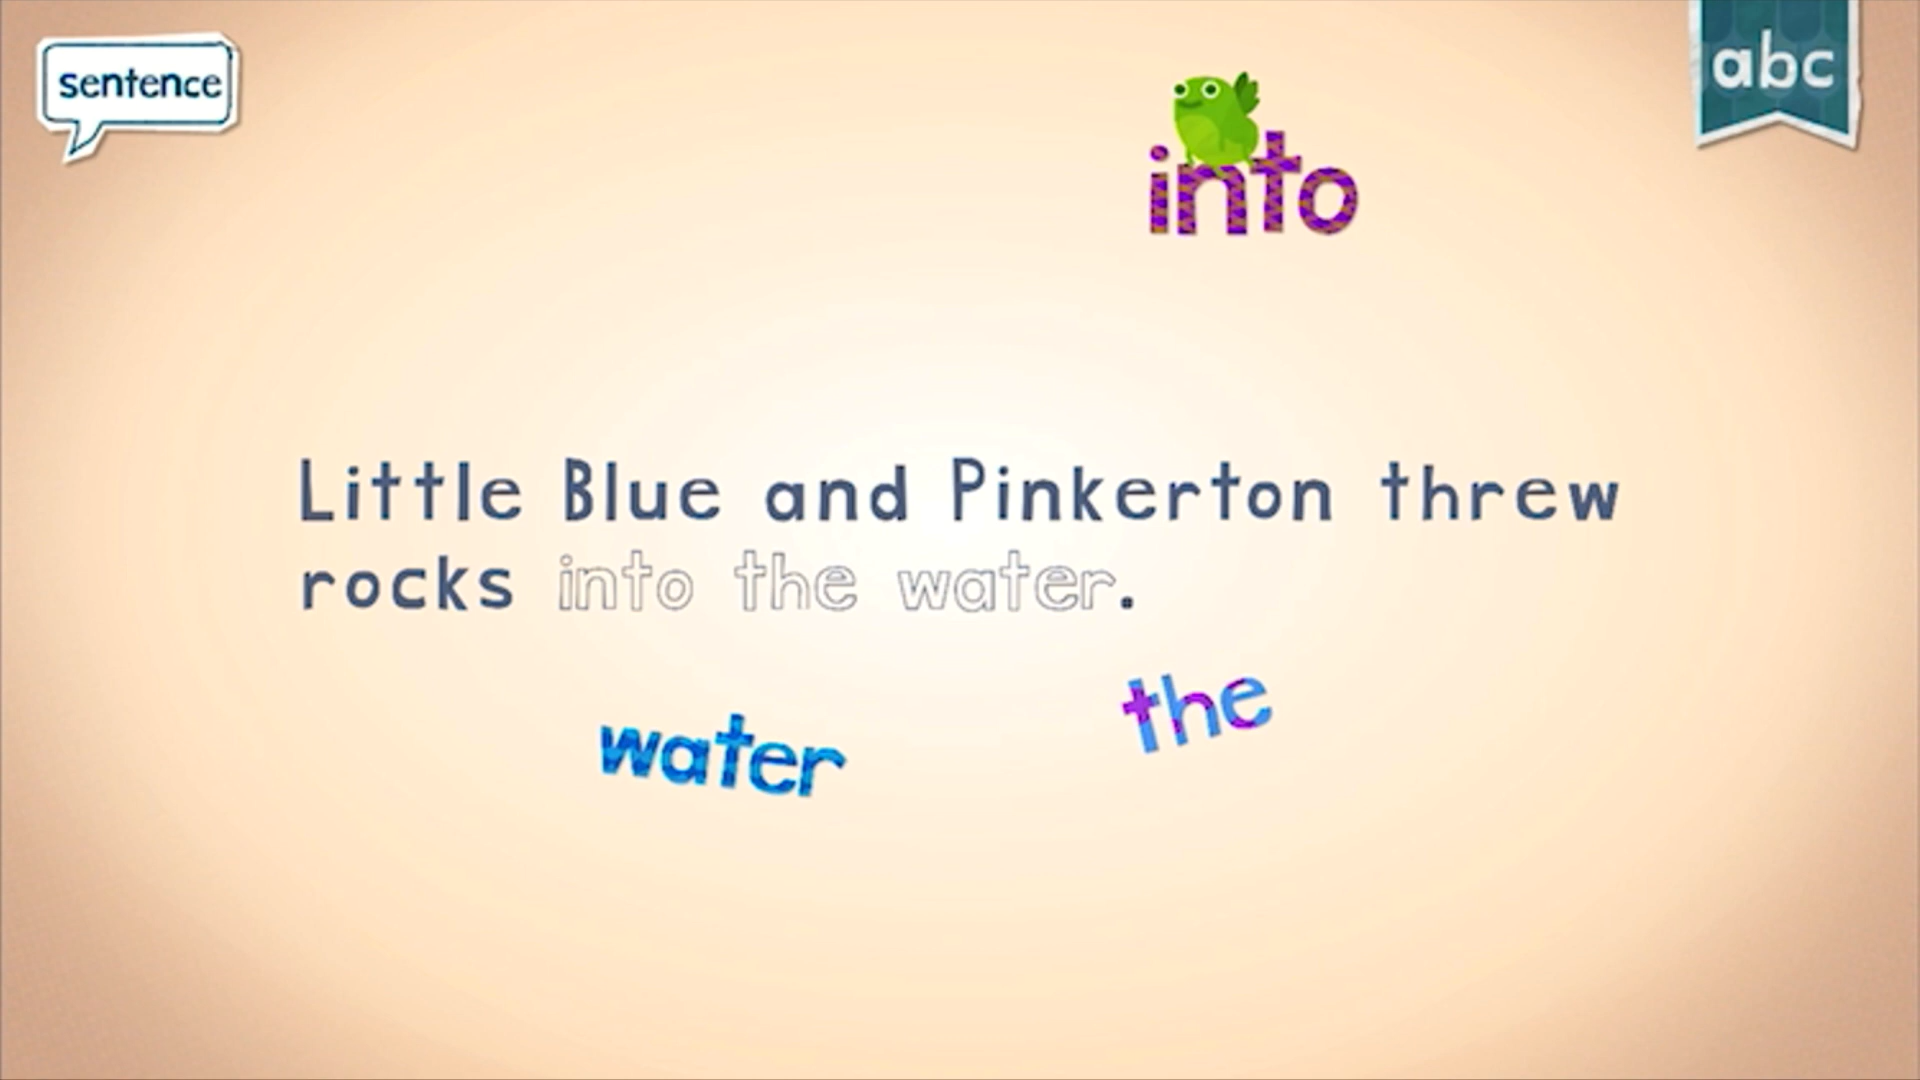 sentence
abc
into
Little Blue and Pinkerton threw
rocks into the water.
the
water